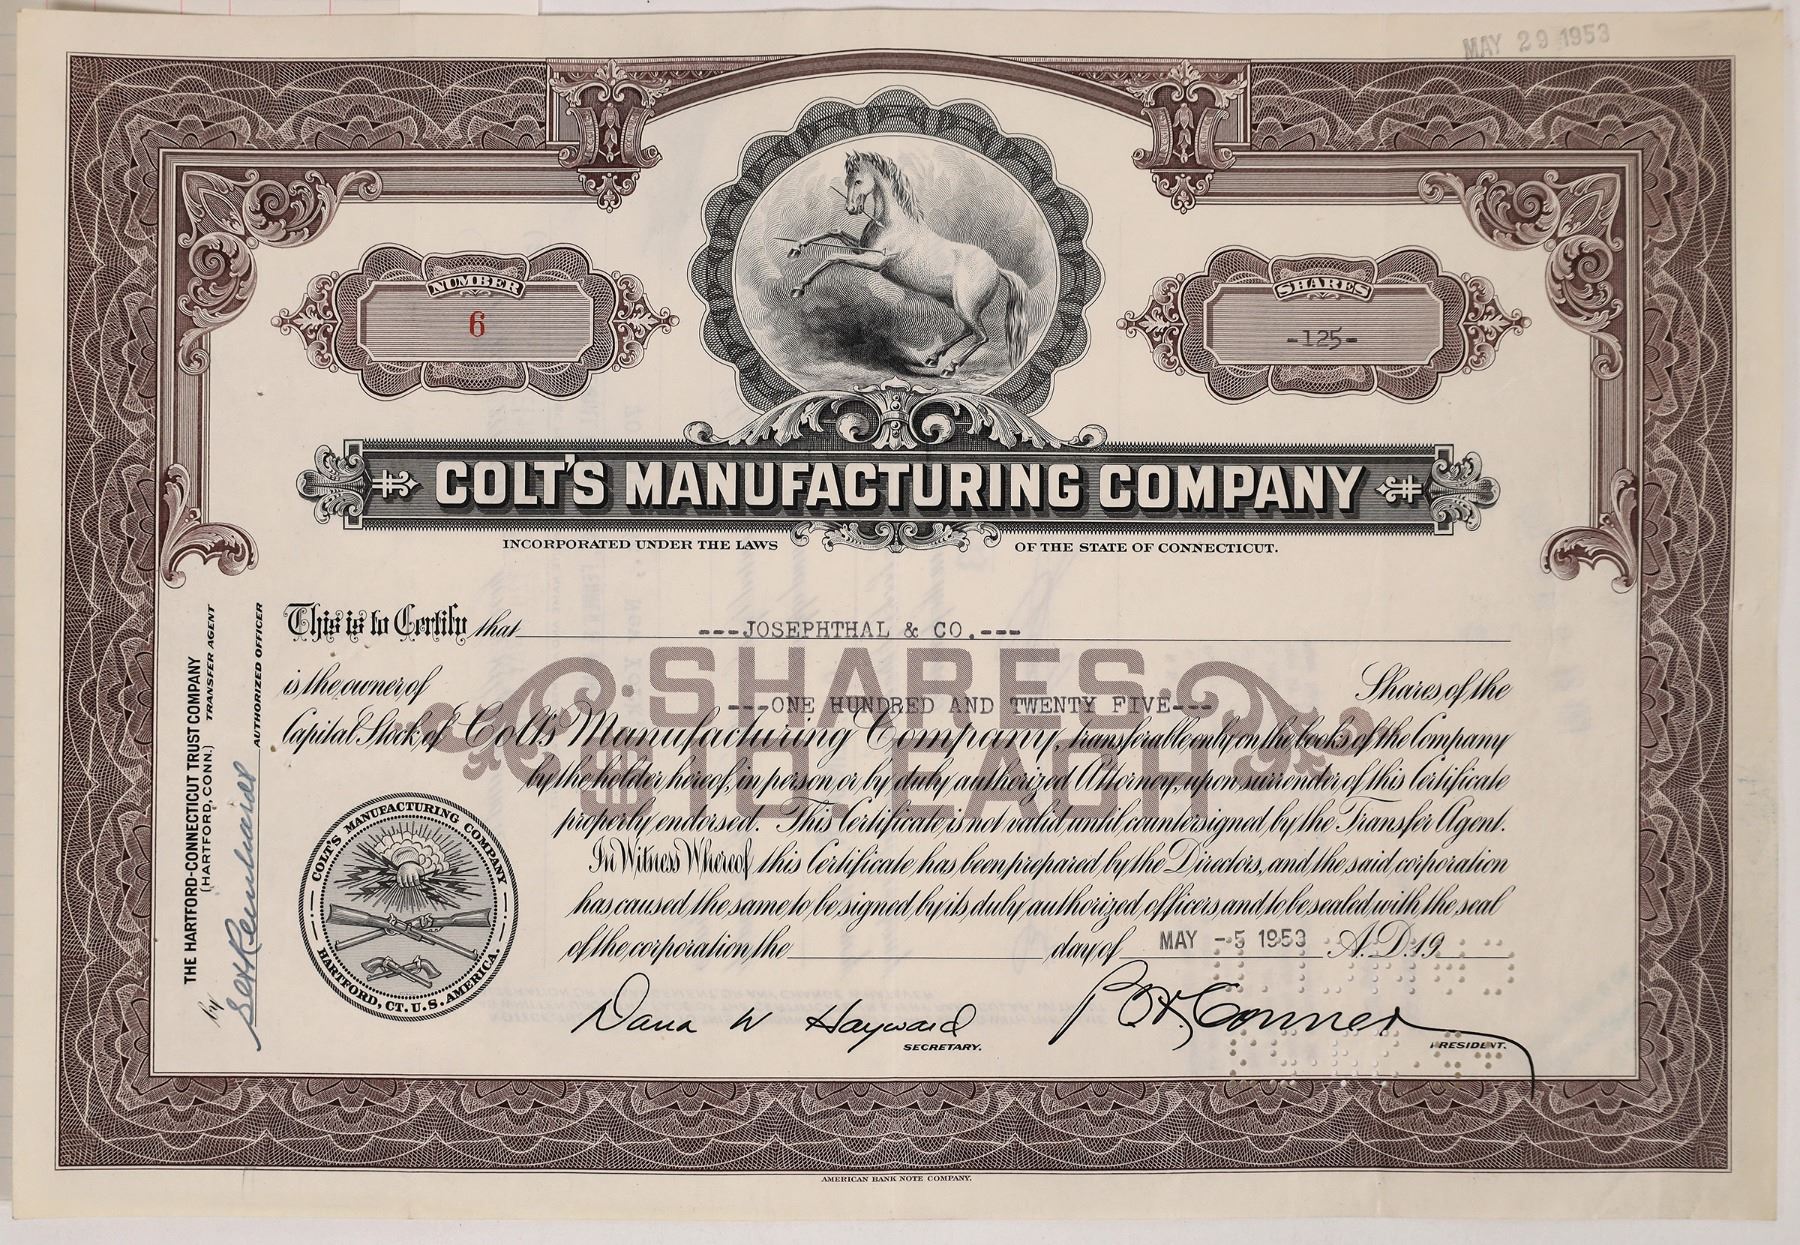 MAY 29 1953
NUMBER
6
SHARES
-125-
COLT'S MANUFACTURING COMPANY
INCORPORATED UNDER THE LAWS OF THE STATE OF CONNECTICUT.
This is to Certify that ---JOSEPHTHAL & CO.---
is the owner of ---ONE HUNDRED AND TWENTY FIVE--- Shares of the
SHARES
$10. EACH
Capital Stock of Colt's Manufacturing Company, transferable only on the books of the Company
by the holder hereof, in person or by duly authorized Attorney, upon surrender of this Certificate
properly endorsed. This Certificate is not valid until countersigned by the Transfer Agent.
In Witness Whereof this Certificate has been prepared by the Directors, and the said corporation
has caused the same to be signed by its duly authorized officers, and to be sealed with the seal
of the corporation, the day of MAY -5 1953 A.D. 19
Dana W Hayward
SECRETARY.
PRESIDENT.
COLT'S MANUFACTURING COMPANY
HARTFORD, CT. U.S. AMERICA.
THE HARTFORD-CONNECTICUT TRUST COMPANY
(HARTFORD, CONN.) TRANSFER AGENT
by
AUTHORIZED OFFICER
AMERICAN BANK NOTE COMPANY.